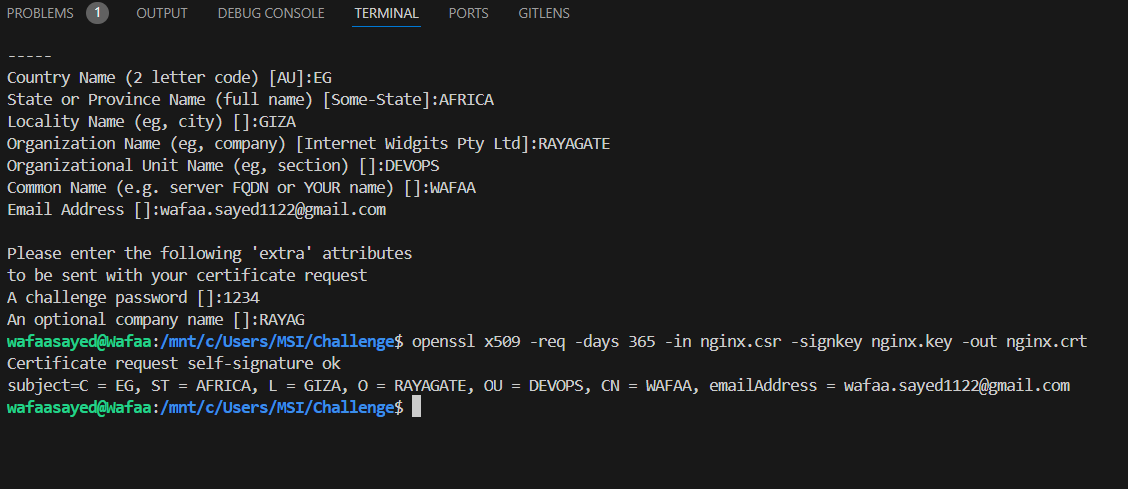 PROBLEMS 1 OUTPUT DEBUG CONSOLE TERMINAL PORTS GITLENS
-----
Country Name (2 letter code) [AU]:EG
State or Province Name (full name) [Some-State]:AFRICA
Locality Name (eg, city) []:GIZA
Organization Name (eg, company) [Internet Widgits Pty Ltd]:RAYAGATE
Organizational Unit Name (eg, section) []:DEVOPS
Common Name (e.g. server FQDN or YOUR name) []:WAFAA
Email Address []:wafaa.sayed1122@gmail.com
Please enter the following 'extra' attributes
to be sent with your certificate request
A challenge password []:1234
An optional company name []:RAYAG
wafaasayed@Wafaa:/mnt/c/Users/MSI/Challenge$ openssl x509 -req -days 365 -in nginx.csr -signkey nginx.key -out nginx.crt
Certificate request self-signature ok
subject=C = EG, ST = AFRICA, L = GIZA, O = RAYAGATE, OU = DEVOPS, CN = WAFAA, emailAddress = wafaa.sayed1122@gmail.com
wafaasayed@Wafaa:/mnt/c/Users/MSI/Challenge$